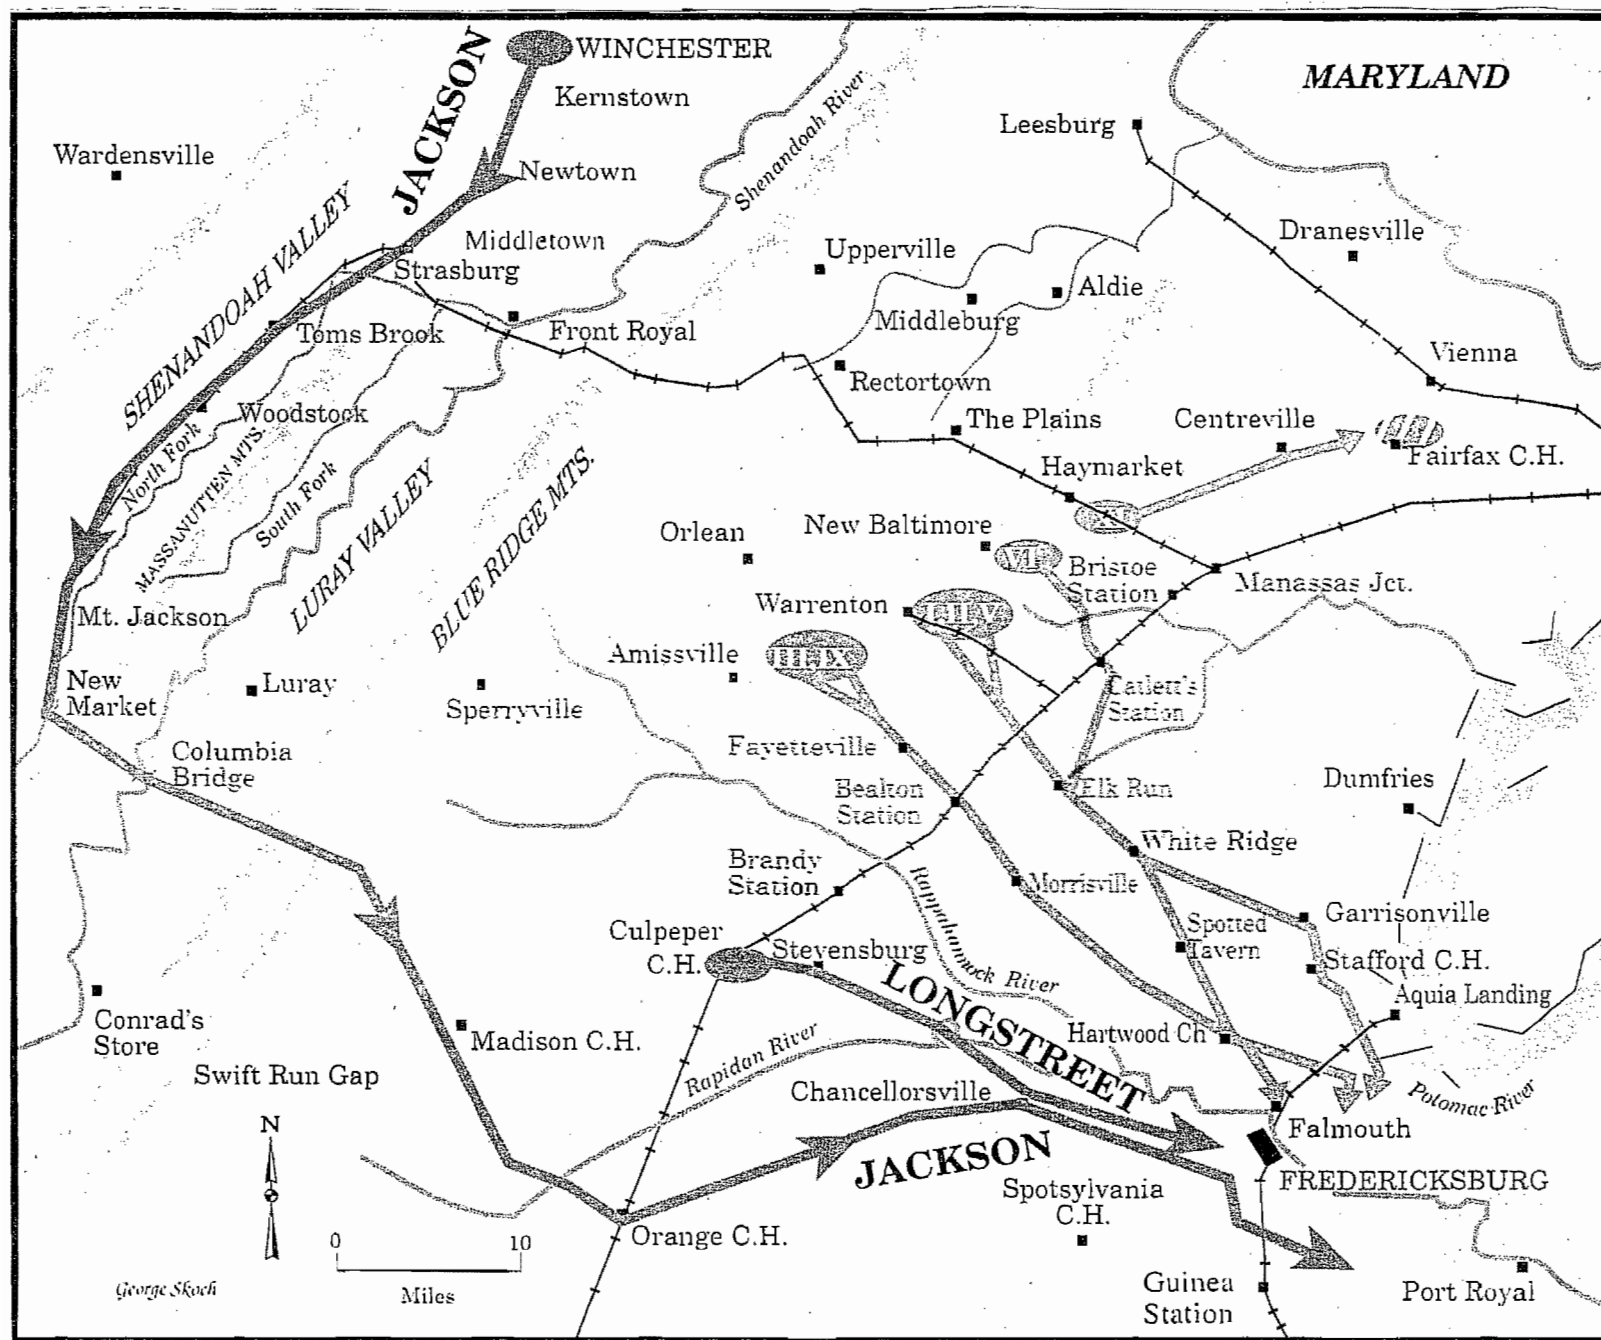 WINCHESTER
MARYLAND
JACKSON
Kernstown
Shenandoah River
Leesburg
Wardensville
Newtown
SHENANDOAH VALLEY
Middletown
Strasburg
Upperville
Dranesville
Aldie
Middleburg
Toms Brook
Front Royal
Vienna
Rectortown
Woodstock
The Plains
Centreville
North Fork
MASSANUTTEN MTS.
South Fork
LURAY VALLEY
BLUE RIDGE MTS.
Haymarket
Fairfax C.H.
XI
Orlean
New Baltimore
VI
Bristoe
Station
Manassas Jct.
Warrenton
I, II, V
Mt. Jackson
Amissville
III, IX
New
Market
Luray
Sperryville
Catlett's
Station
Columbia
Bridge
Fayetteville
Bealton
Station
Elk Run
Dumfries
White Ridge
Brandy
Station
Rappahannock River
Morrisville
Garrisonville
Spotted
Tavern
Culpeper
C.H.
Stevensburg
Stafford C.H.
LONGSTREET
Aquia Landing
Conrad's
Store
Madison C.H.
Rapidan River
Hartwood Ch
Swift Run Gap
Chancellorsville
Potomac River
N
Falmouth
JACKSON
FREDERICKSBURG
Spotsylvania
C.H.
Orange C.H.
0 10
Miles
George Skoch
Guinea
Station
Port Royal